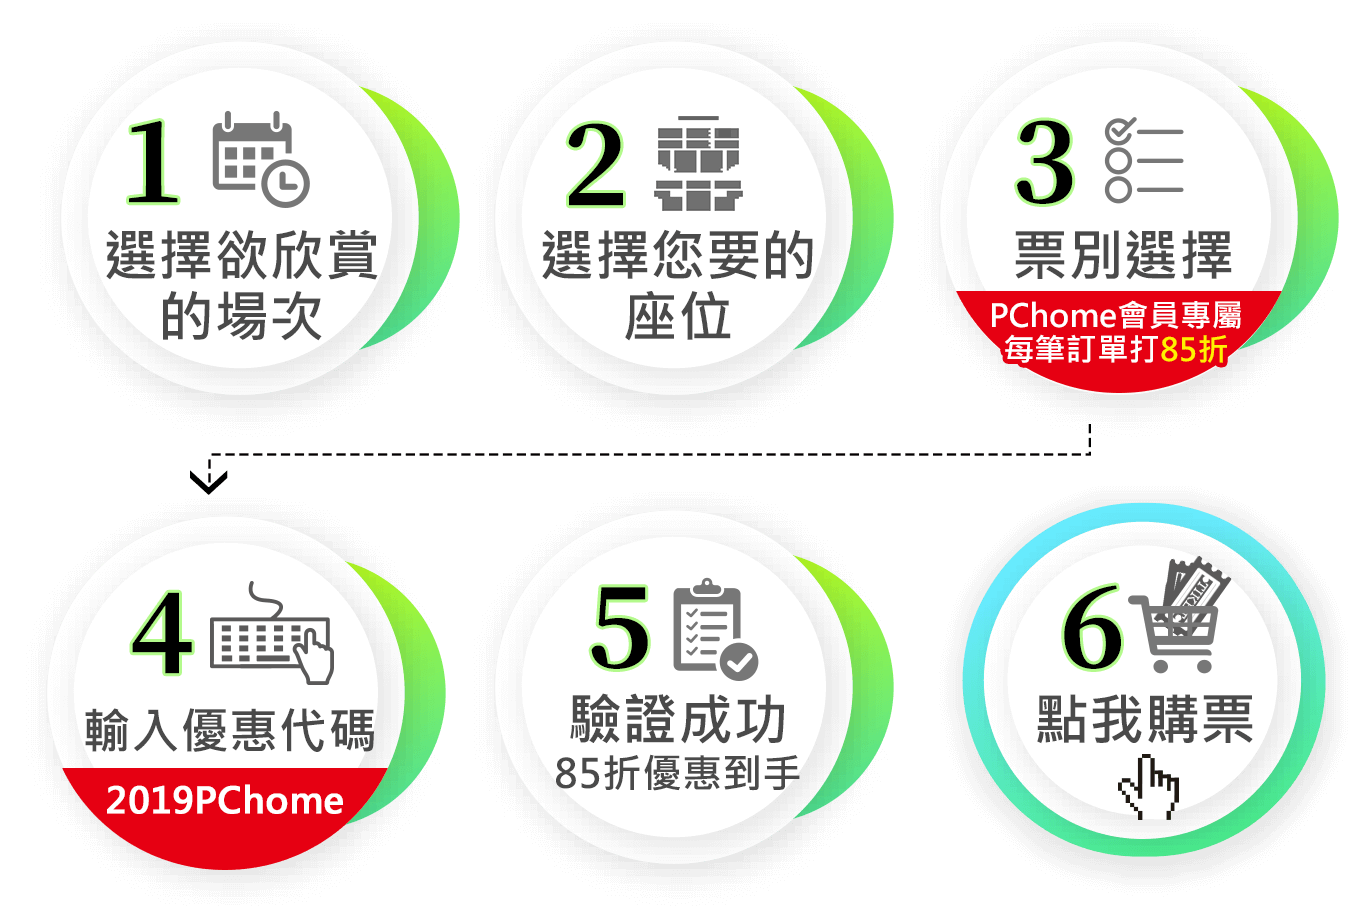 1
選擇欲欣賞
的場次
2
選擇您要的
座位
3
票別選擇
PChome會員專屬
每筆訂單打85折
4
輸入優惠代碼
2019PChome
5
驗證成功
85折優惠到手
6
點我購票